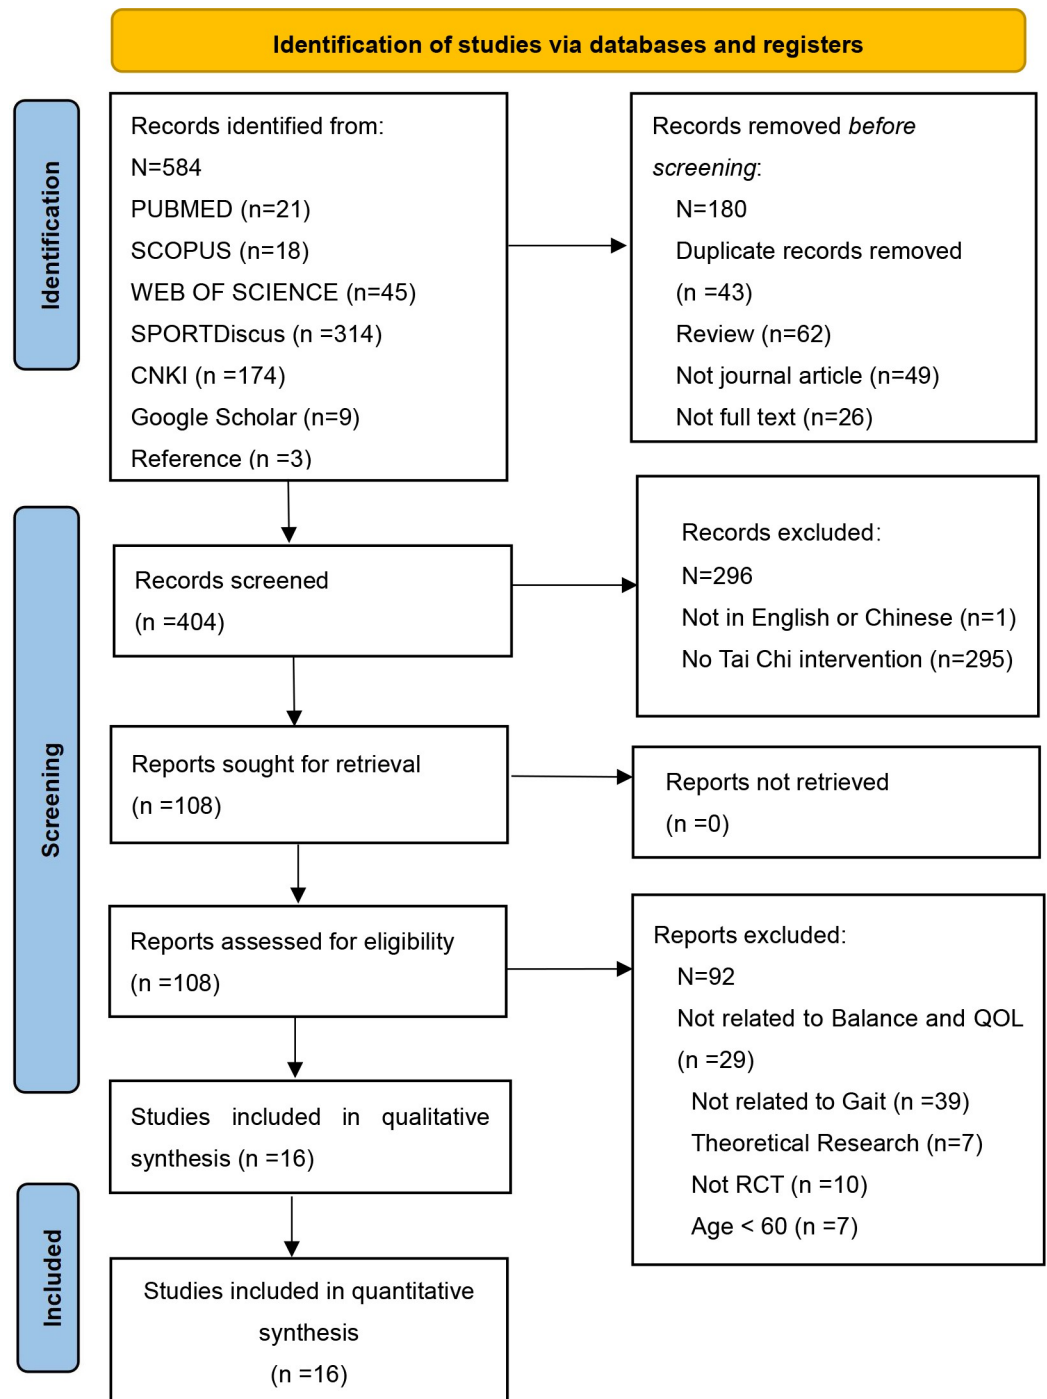 Identification of studies via databases and registers
Identification
Records identified from:
N=584
PUBMED (n=21)
SCOPUS (n=18)
WEB OF SCIENCE (n=45)
SPORTDiscus (n =314)
CNKI (n =174)
Google Scholar (n=9)
Reference (n =3)
Records removed before
screening:
N=180
Duplicate records removed
(n =43)
Review (n=62)
Not journal article (n=49)
Not full text (n=26)
Screening
Records screened
(n =404)
Records excluded:
N=296
Not in English or Chinese (n=1)
No Tai Chi intervention (n=295)
Reports sought for retrieval
(n =108)
Reports not retrieved
(n =0)
Reports assessed for eligibility
(n =108)
Reports excluded:
N=92
Not related to Balance and QOL
(n =29)
Not related to Gait (n =39)
Theoretical Research (n=7)
Not RCT (n =10)
Age < 60 (n =7)
Studies included in qualitative
synthesis (n =16)
Included
Studies included in quantitative
synthesis
(n =16)